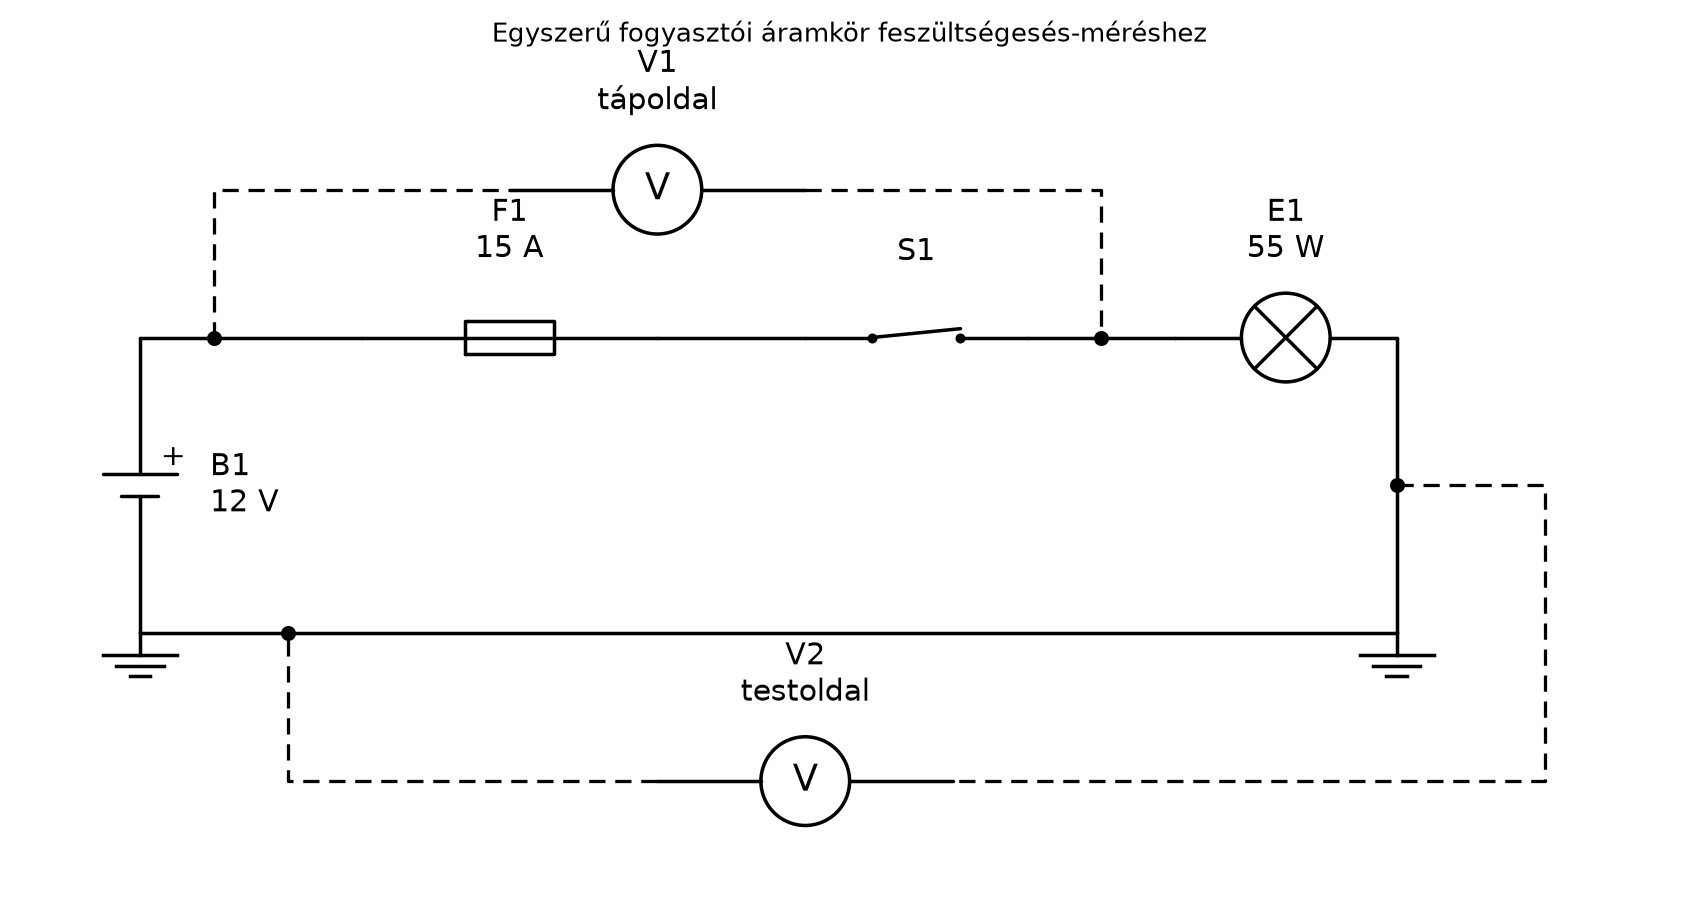 Egyszerű fogyasztói áramkör feszültségesés-méréshez
V1
tápoldal
V
F1
15 A
S1
E1
55 W
+
B1
12 V
V2
testoldal
V